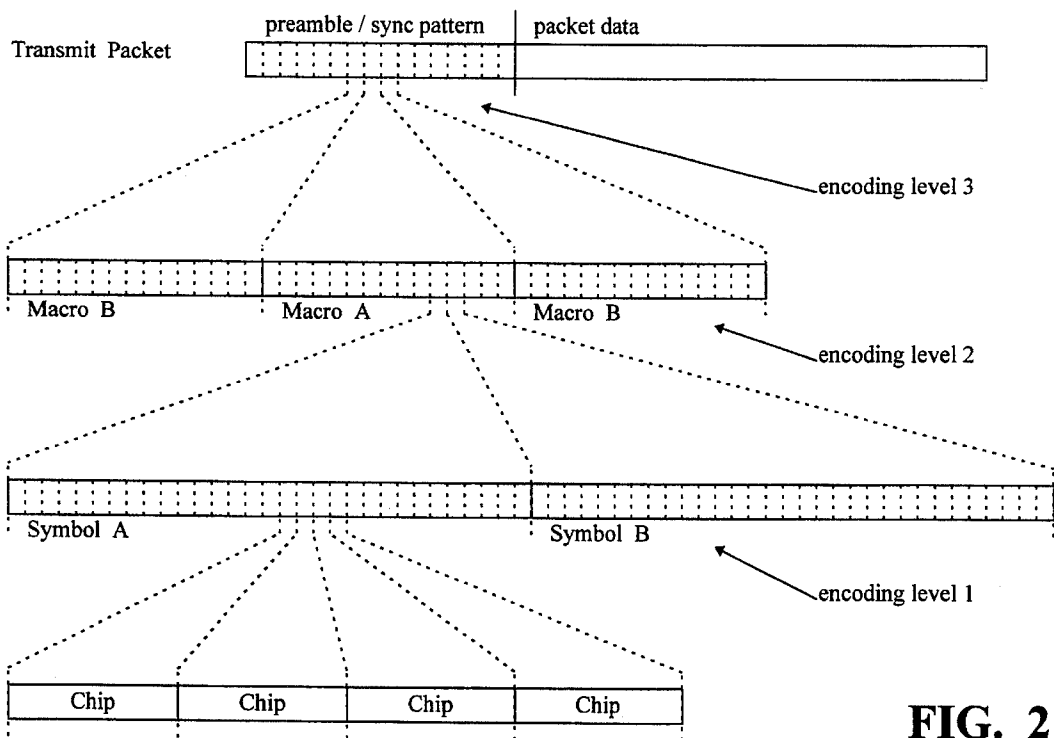 preamble / sync pattern
packet data
Transmit Packet
encoding level 3
Macro B
Macro A
Macro B
encoding level 2
Symbol A
Symbol B
encoding level 1
Chip
Chip
Chip
Chip
FIG. 2